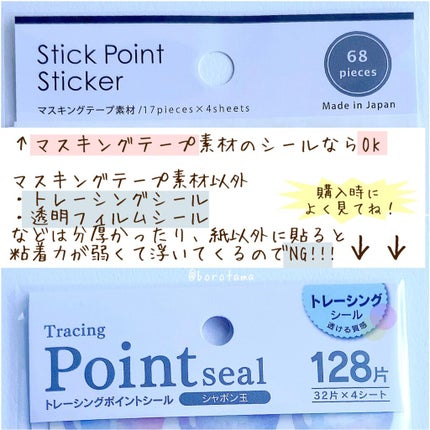 Stick Point
Sticker
68
pieces
マスキングテープ素材/17pieces×4sheets
Made in Japan
↑マスキングテープ素材のシールならOK
マスキングテープ素材以外
・トレーシングシール
・透明フィルムシール
などは分厚かったり、紙以外に貼ると
粘着力が弱くて浮いてくるのでNG!!!
購入時に
よく見てね!
↓ ↓
@borotama
トレーシング
シール
透ける質感
Tracing
Point seal
トレーシングポイントシール
シャボン玉
128片
32片×4シート